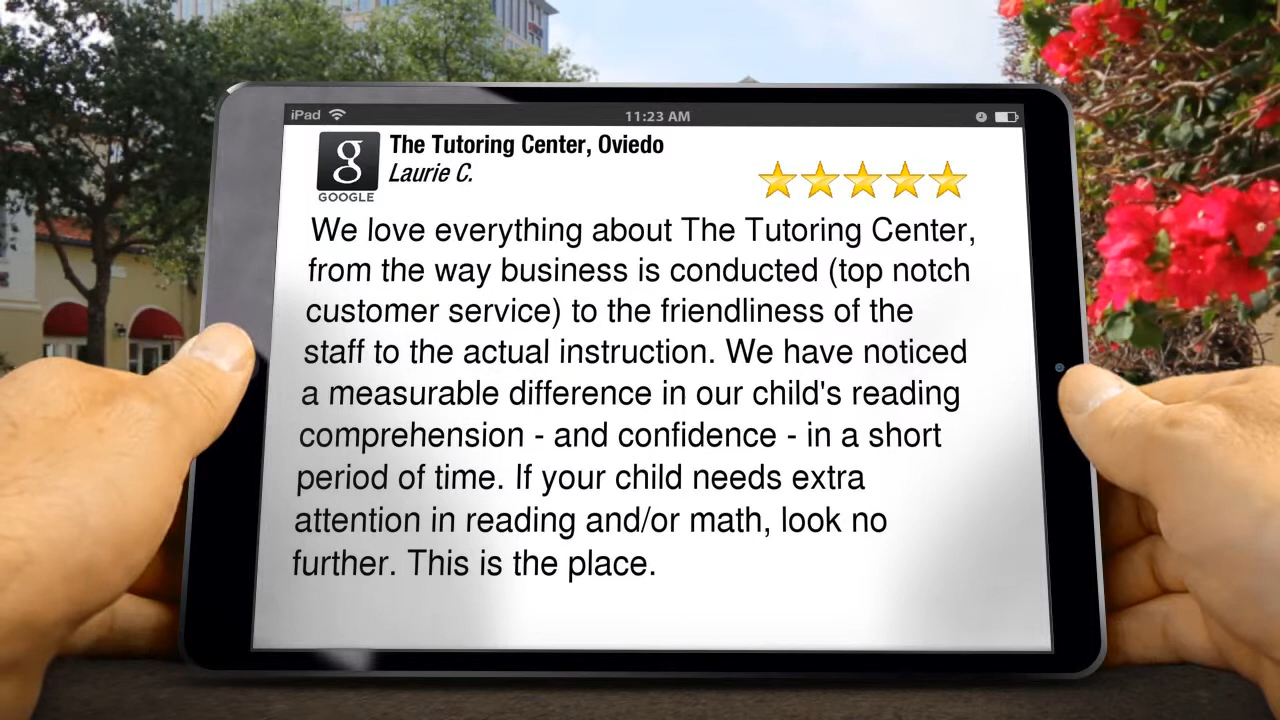 iPad
11:23 AM
g
GOOGLE
The Tutoring Center, Oviedo
Laurie C.
We love everything about The Tutoring Center,
from the way business is conducted (top notch
customer service) to the friendliness of the
staff to the actual instruction. We have noticed
a measurable difference in our child's reading
comprehension - and confidence - in a short
period of time. If your child needs extra
attention in reading and/or math, look no
further. This is the place.